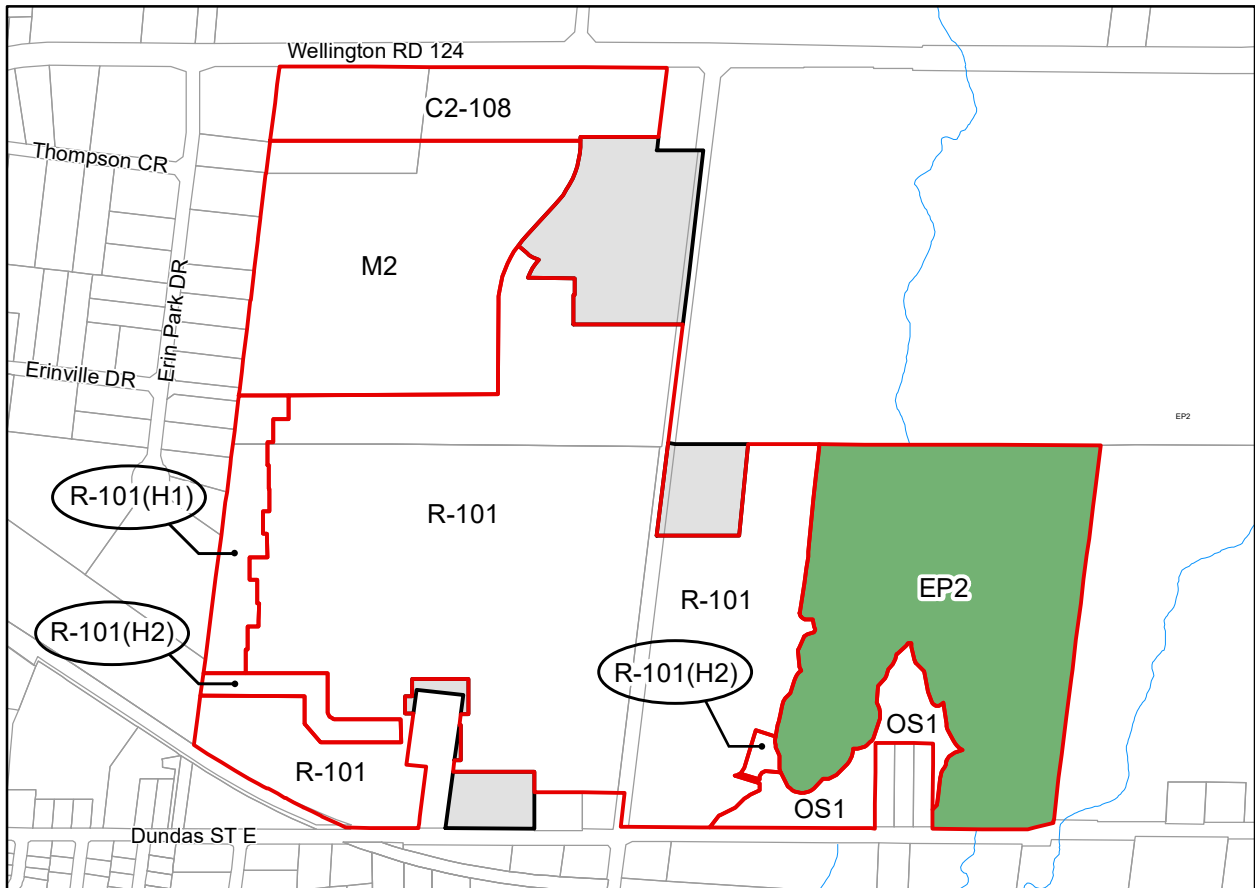 Wellington RD 124
C2-108
Thompson CR
M2
Erin Park DR
Erinville DR
EP2
R-101(H1)
R-101
EP2
R-101
R-101(H2)
R-101(H2)
OS1
R-101
OS1
Dundas ST E